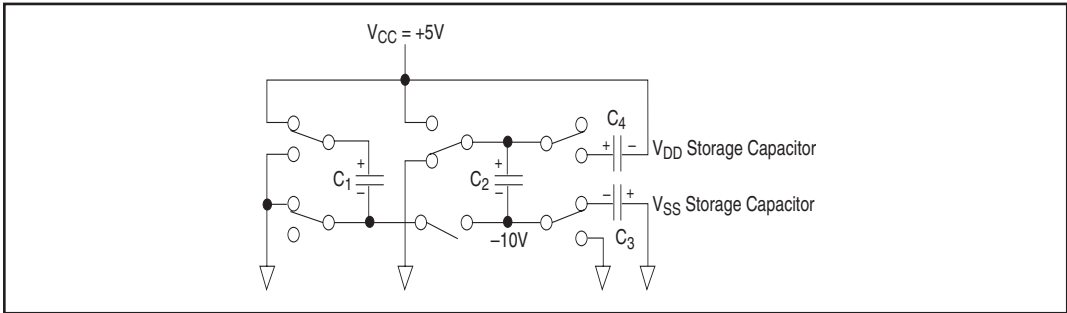 V_CC = +5V
C_4
+ – V_DD Storage Capacitor
+
C_1
–
+
C_2
–
– + V_SS Storage Capacitor
–10V
C_3